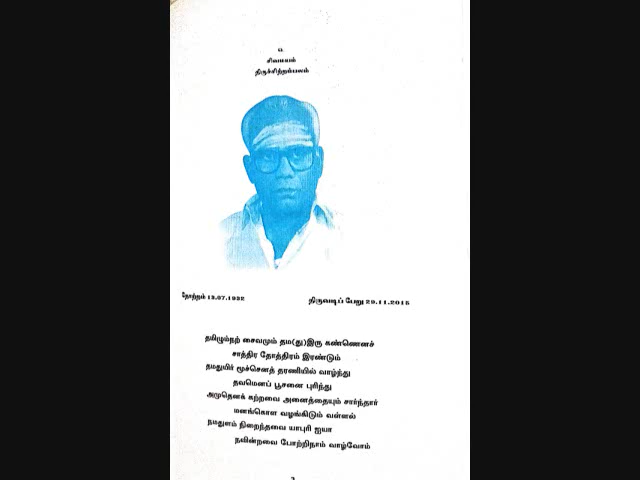 ௨
சிவமயம்
திருச்சிற்றம்பலம்
தோற்றம் 13.07.1932 திருவடிப் பேறு 29.11.2015
தமிழும்நற் சைவமும் தம(து)இரு கண்ணெனச்
சாத்திர தோத்திரம் இரண்டும்
தமதுயிர் மூச்செனத் தரணியில் வாழ்ந்து
தவமெனப் பூசனை புரிந்து
அமுதெனக் கற்றவை அனைத்தையும் சார்ந்தார்
மனங்கொள வழங்கிடும் வள்ளல்
நமதுளம் நிறைந்தவை யாபுரி ஐயா
நவின்றவை போற்றிநாம் வாழ்வோம்